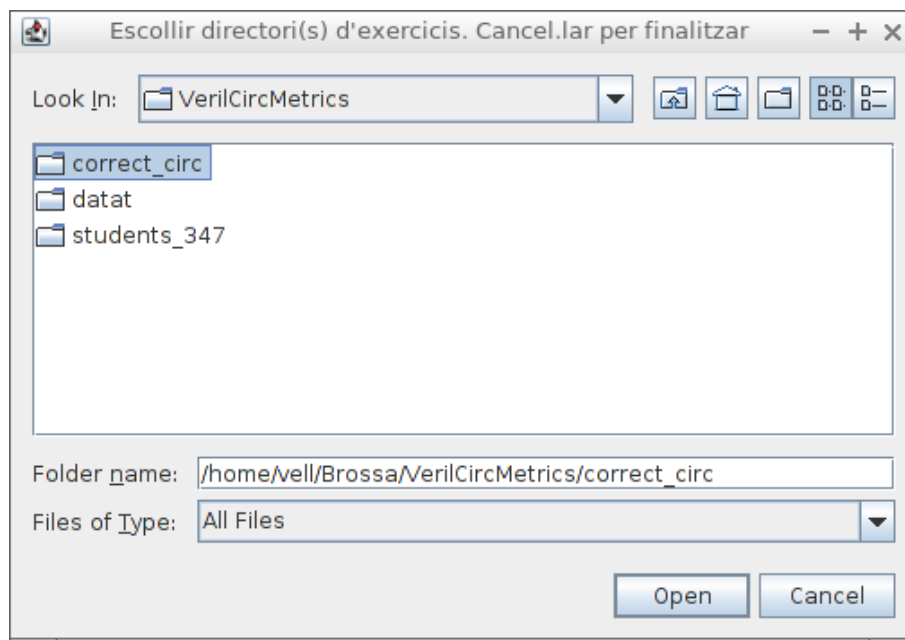 Escollir directori(s) d'exercicis. Cancel.lar per finalitzar
Look In: VerilCircMetrics
correct_circ
datat
students_347
Folder name: /home/vell/Brossa/VerilCircMetrics/correct_circ
Files of Type: All Files
Open Cancel